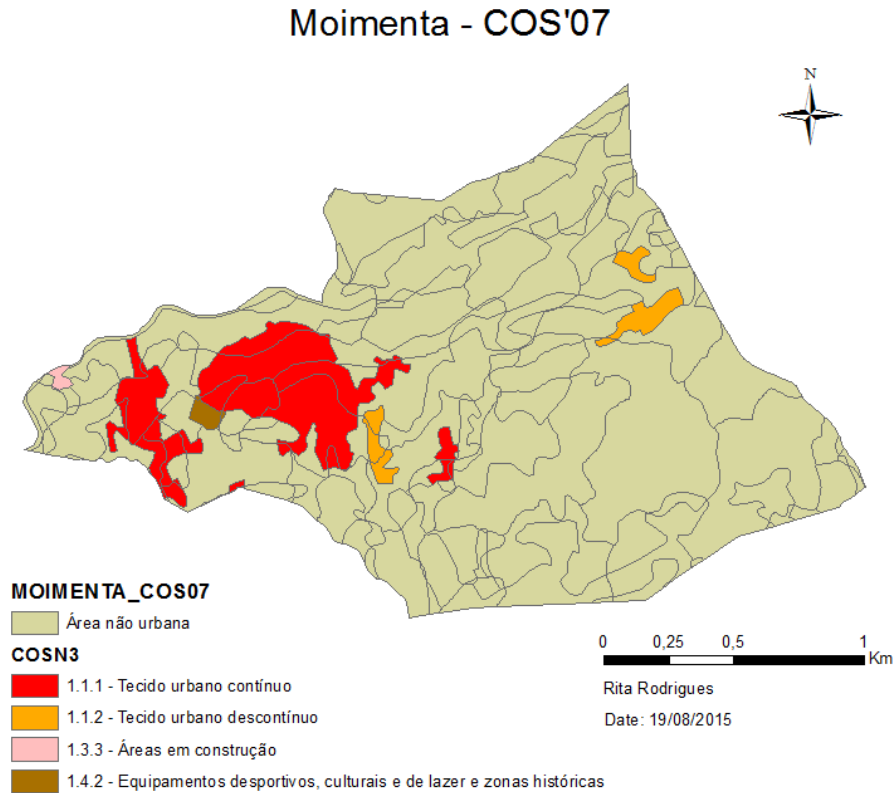 Moimenta - COS'07
N
MOIMENTA_COS07
Área não urbana
COSN3
1.1.1 - Tecido urbano contínuo
1.1.2 - Tecido urbano descontínuo
1.3.3 - Áreas em construção
1.4.2 - Equipamentos desportivos, culturais e de lazer e zonas históricas
0 0,25 0,5 1
Km
Rita Rodrigues
Date: 19/08/2015